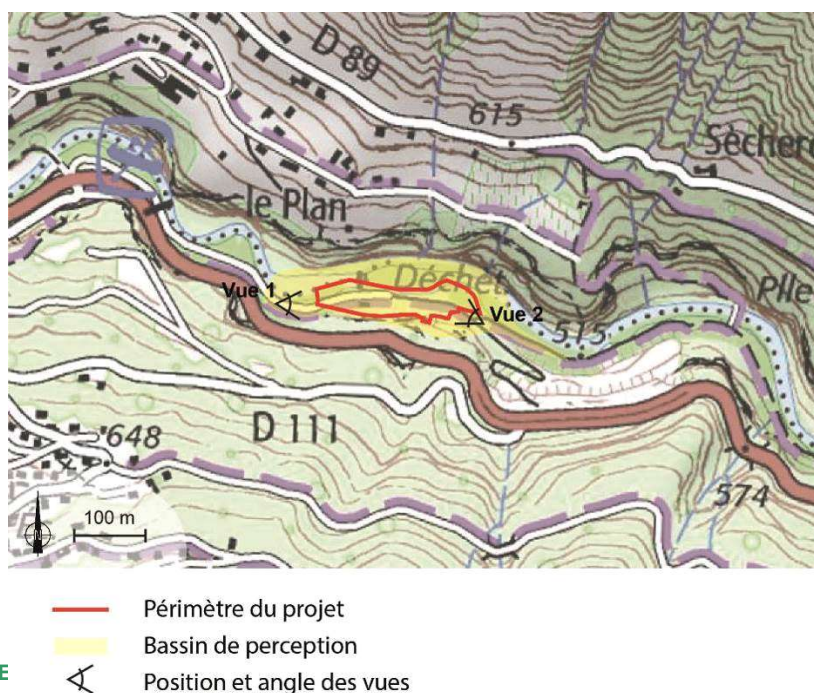 D 89
615
Sècher
le Plan
Déchet
Vue 1
Vue 2
515
Plle
D 111
648
574
N
100 m
Périmètre du projet
Bassin de perception
E
Position et angle des vues